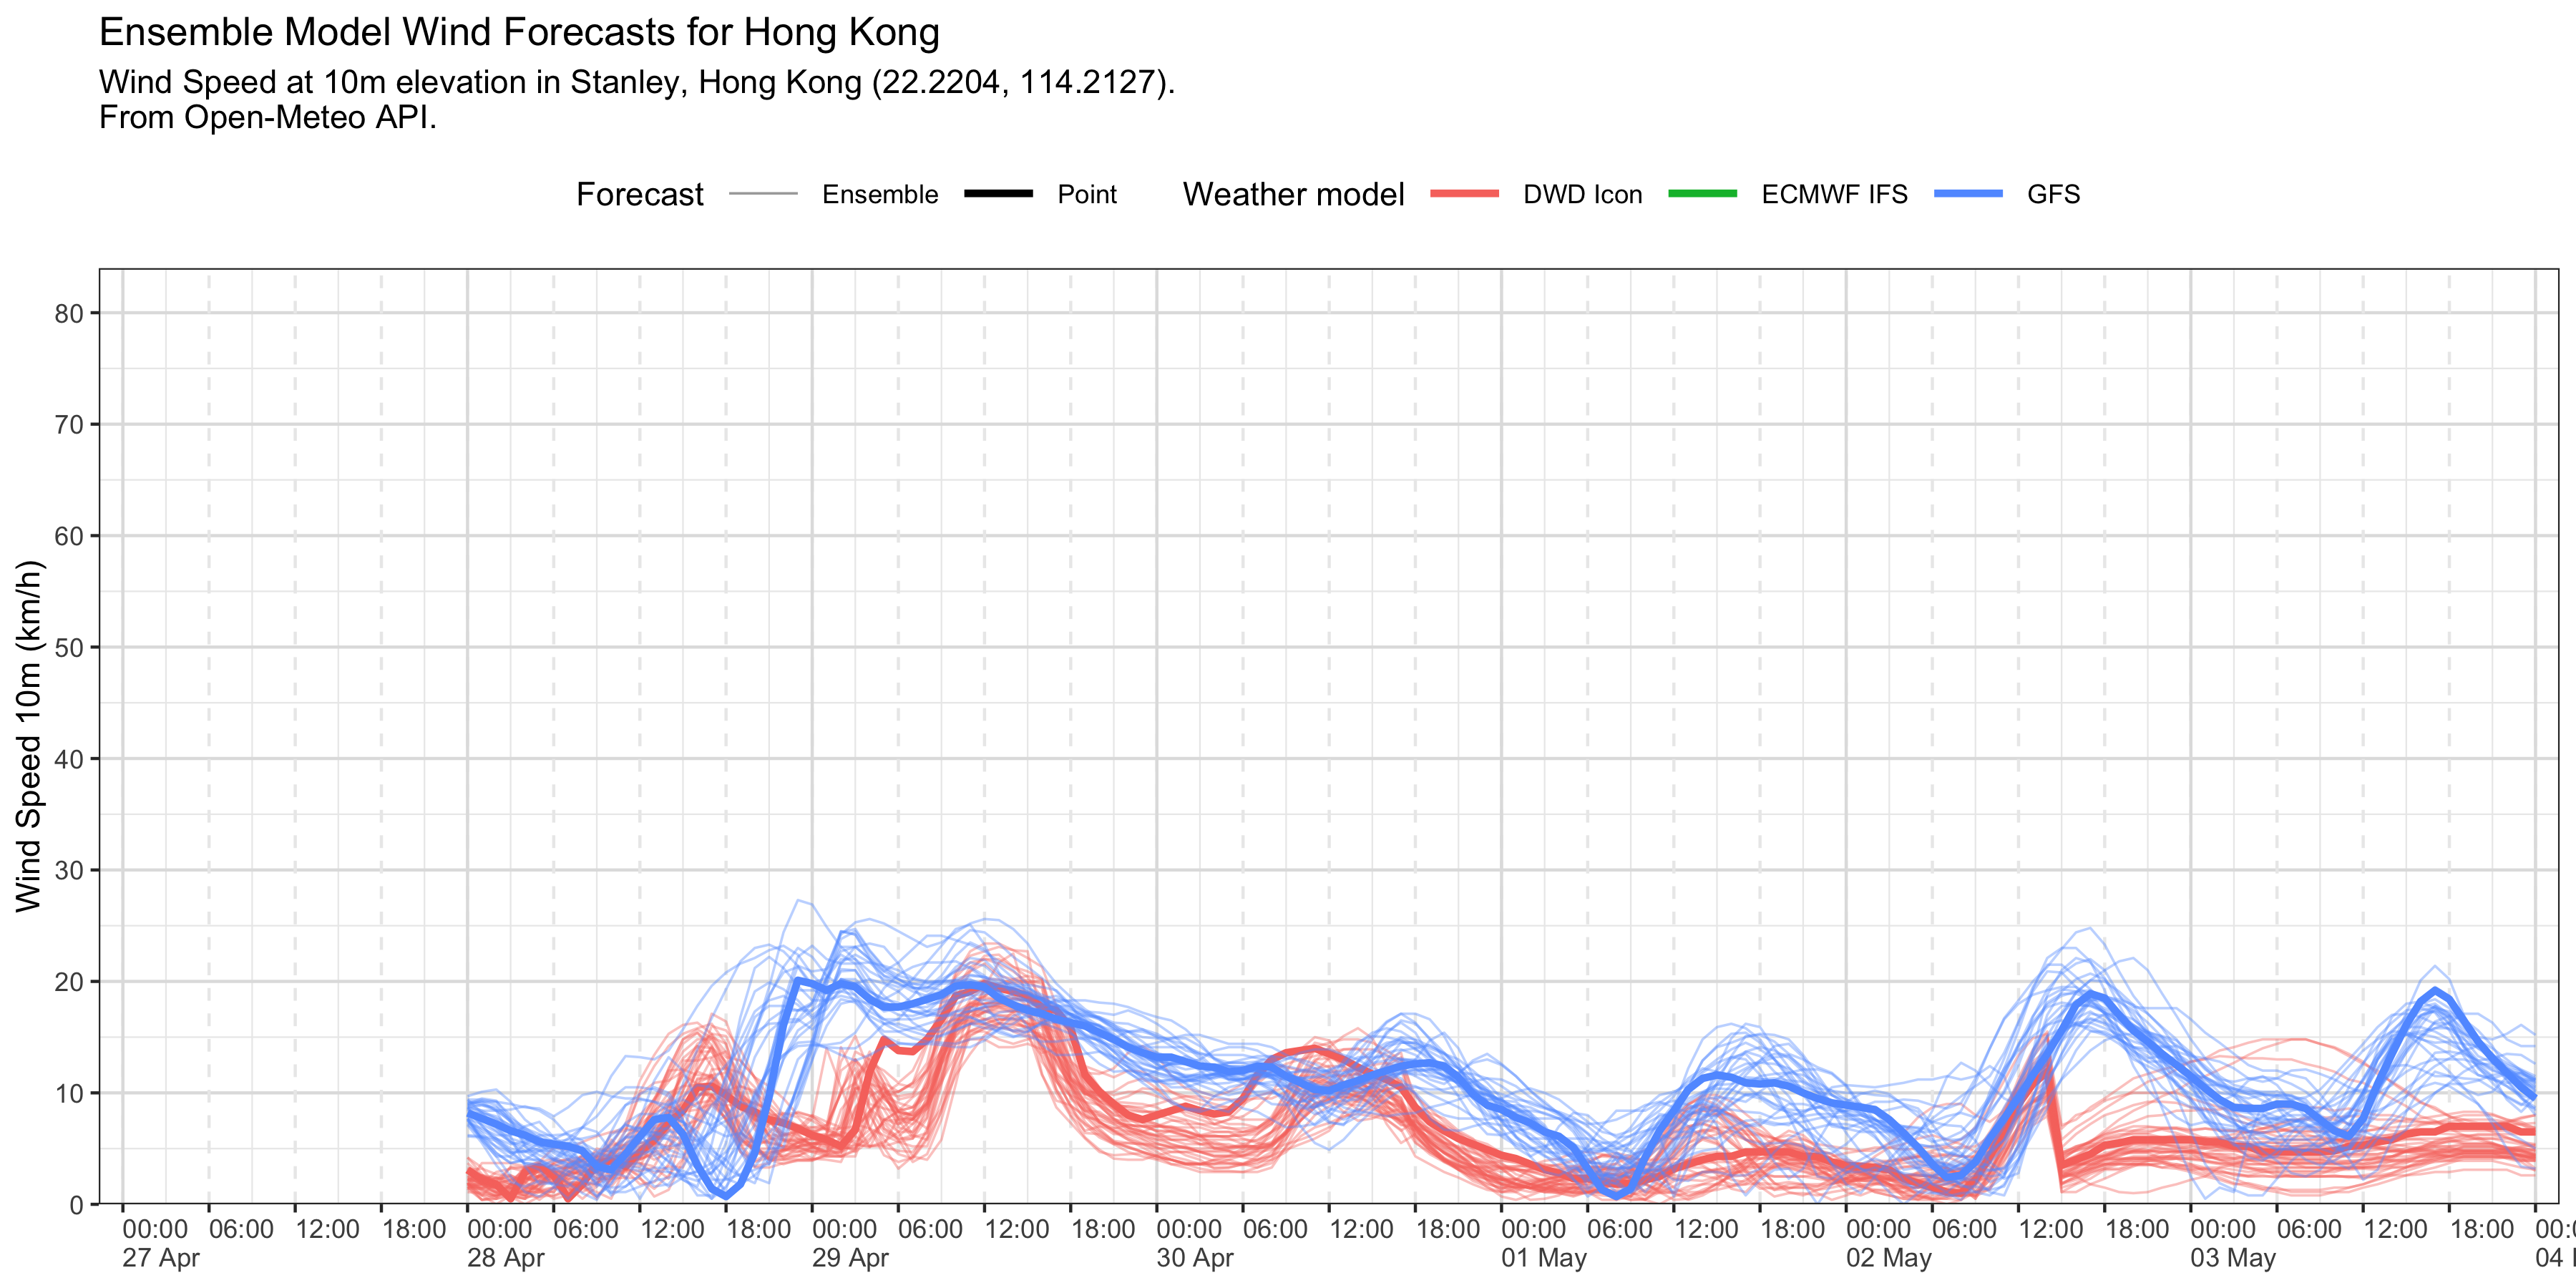 Ensemble Model Wind Forecasts for Hong Kong
Wind Speed at 10m elevation in Stanley, Hong Kong (22.2204, 114.2127).
From Open-Meteo API.
Forecast Ensemble Point Weather model DWD Icon ECMWF IFS GFS
Wind Speed 10m (km/h)
80
70
60
50
40
30
20
10
0
00:00 06:00 12:00 18:00 00:00 06:00 12:00 18:00 00:00 06:00 12:00 18:00 00:00 06:00 12:00 18:00 00:00 06:00 12:00 18:00 00:00 06:00 12:00 18:00 00:00 06:00 12:00 18:00
27 Apr 28 Apr 29 Apr 30 Apr 01 May 02 May 03 May 04